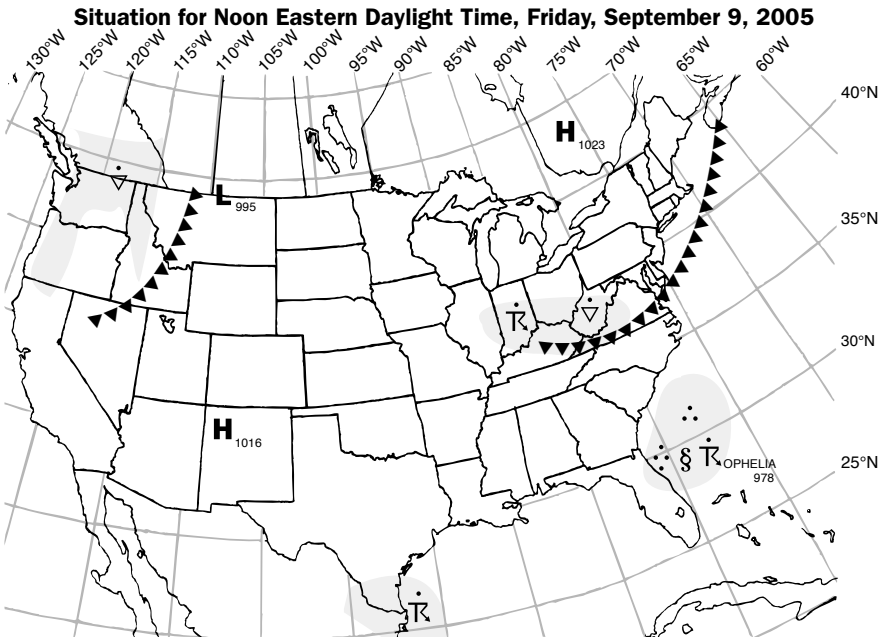 Situation for Noon Eastern Daylight Time, Friday, September 9, 2005
130°W 125°W 120°W 115°W 110°W 105°W 100°W 95°W 90°W 85°W 80°W 75°W 70°W 65°W 60°W
40°N
H 1023
L 995
35°N
30°N
H 1016
25°N
OPHELIA
978